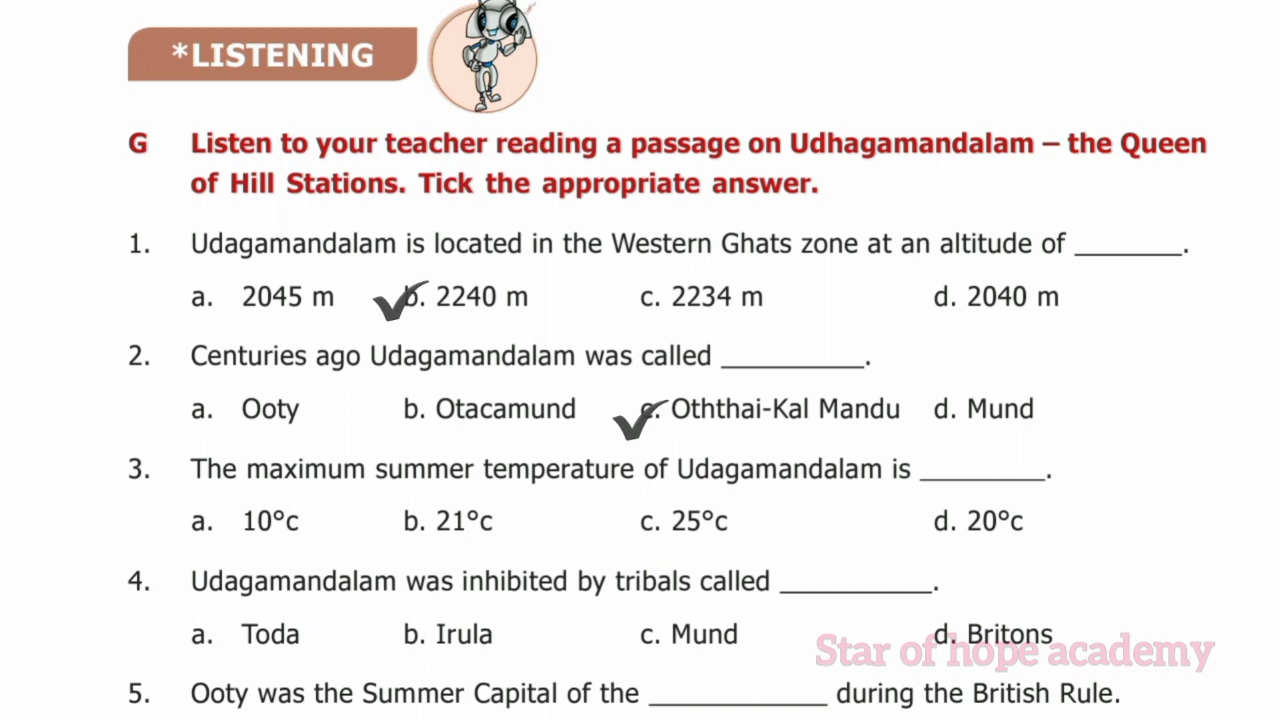 *LISTENING
G Listen to your teacher reading a passage on Udhagamandalam – the Queen
of Hill Stations. Tick the appropriate answer.
1. Udagamandalam is located in the Western Ghats zone at an altitude of ________.
a. 2045 m b. 2240 m c. 2234 m d. 2040 m
2. Centuries ago Udagamandalam was called __________.
a. Ooty b. Otacamund c. Oththai-Kal Mandu d. Mund
3. The maximum summer temperature of Udagamandalam is _________.
a. 10°c b. 21°c c. 25°c d. 20°c
4. Udagamandalam was inhibited by tribals called ___________.
a. Toda b. Irula c. Mund d. Britons
Star of hope academy
5. Ooty was the Summer Capital of the _____________ during the British Rule.